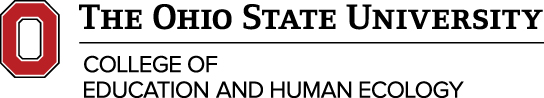 THE OHIO STATE UNIVERSITY
COLLEGE OF
EDUCATION AND HUMAN ECOLOGY